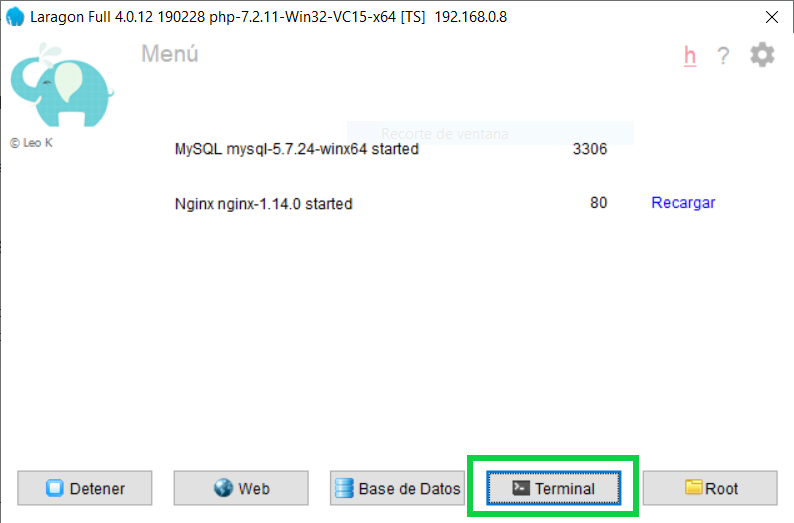 Laragon Full 4.0.12 190228 php-7.2.11-Win32-VC15-x64 [TS] 192.168.0.8
Menú
h ?
© Leo K
Recorte de ventana
MySQL mysql-5.7.24-winx64 started 3306
Nginx nginx-1.14.0 started 80 Recargar
Detener Web Base de Datos Terminal Root